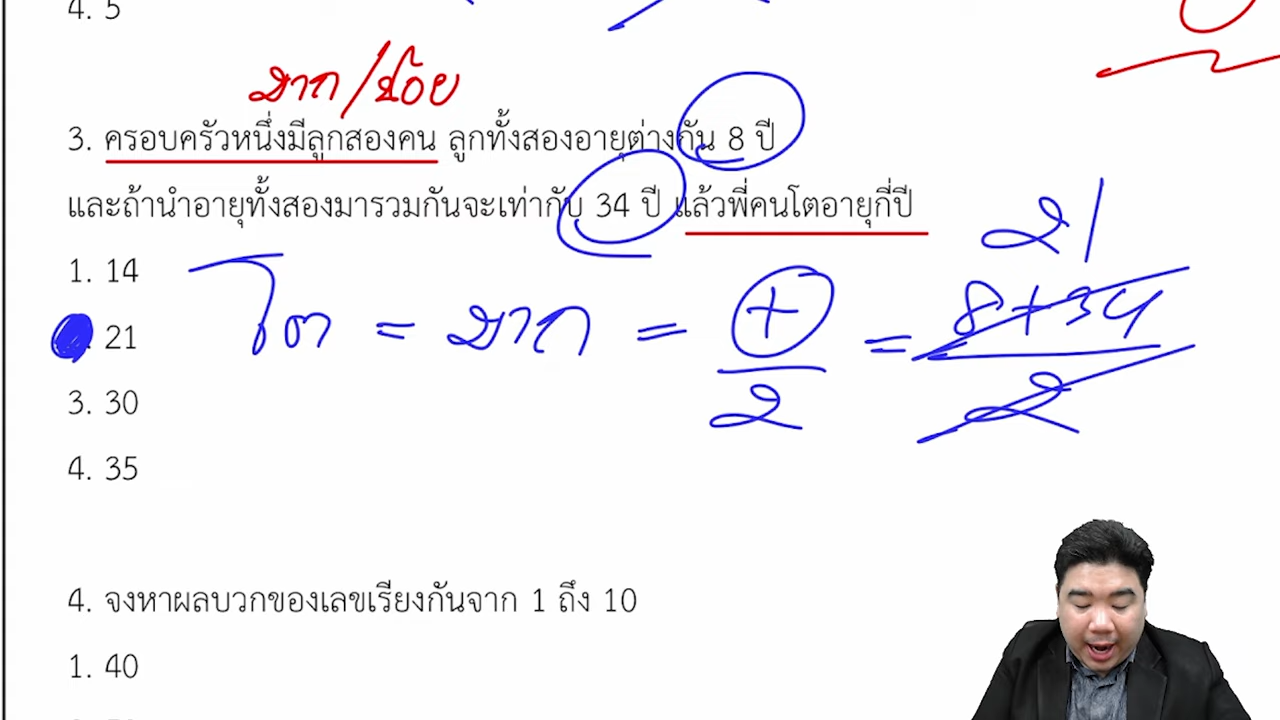 4. 5
มาก/น้อย
3. ครอบครัวหนึ่งมีลูกสองคน ลูกทั้งสองอายุต่างกัน 8 ปี
และถ้านำอายุทั้งสองมารวมกันจะเท่ากับ 34 ปี แล้วพี่คนโตอายุกี่ปี
21
1. 14
โต = มาก = +/2 = 8+34/2
. 21
3. 30
4. 35
4. จงหาผลบวกของเลขเรียงกันจาก 1 ถึง 10
1. 40